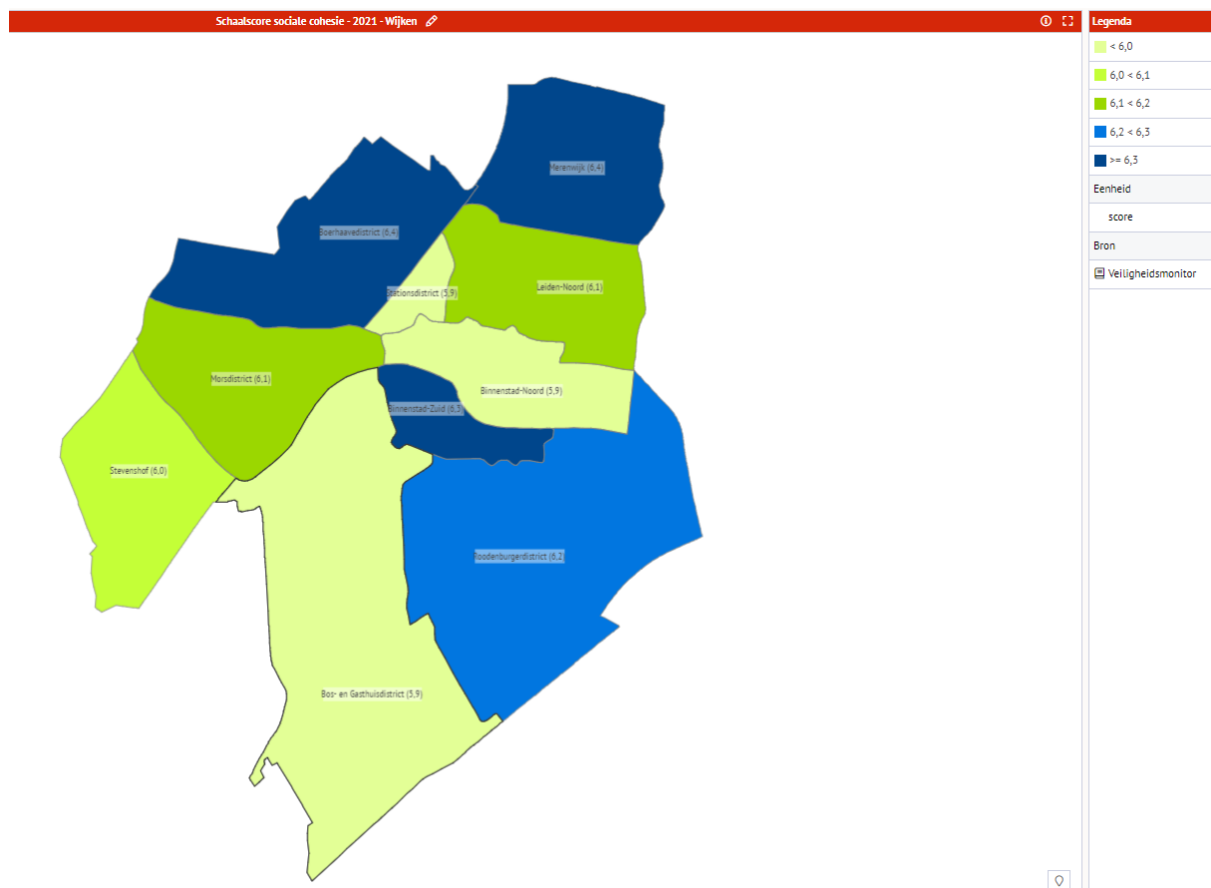 Schaalscore sociale cohesie - 2021 - Wijken
Legenda
< 6,0
6,0 < 6,1
6,1 < 6,2
6,2 < 6,3
>= 6,3
Eenheid
score
Bron
Veiligheidsmonitor
Merenwijk (6,4)
Boerhaavedistrict (6,4)
Stationsdistrict (5,9)
Leiden-Noord (6,1)
Morsdistrict (6,1)
Binnenstad-Noord (5,9)
Binnenstad-Zuid (6,3)
Stevenshof (6,0)
Roodenburgerdistrict (6,2)
Bos- en Gasthuisdistrict (5,9)